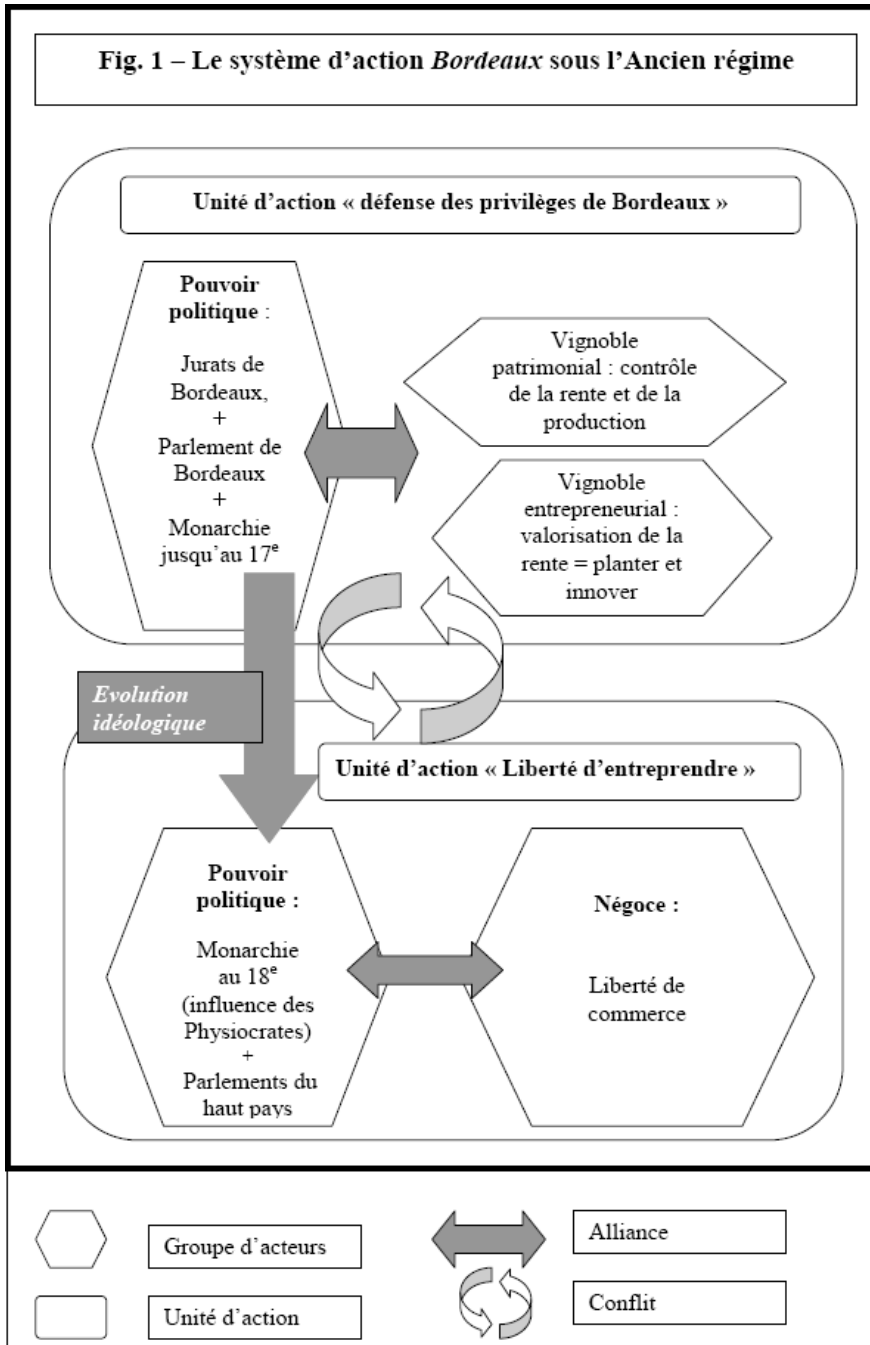 Fig. 1 – Le système d’action Bordeaux sous l’Ancien régime
Unité d’action « défense des privilèges de Bordeaux »
Pouvoir
politique :
Jurats de
Bordeaux,
+
Parlement de
Bordeaux
+
Monarchie
jusqu’au 17e
Vignoble
patrimonial : contrôle
de la rente et de la
production
Vignoble
entrepreneurial :
valorisation de la
rente = planter et
innover
Evolution
idéologique
Unité d’action « Liberté d’entreprendre »
Pouvoir
politique :
Monarchie
au 18e
(influence des
Physiocrates)
+
Parlements du
haut pays
Négoce :
Liberté de
commerce
Groupe d’acteurs
Alliance
Unité d’action
Conflit